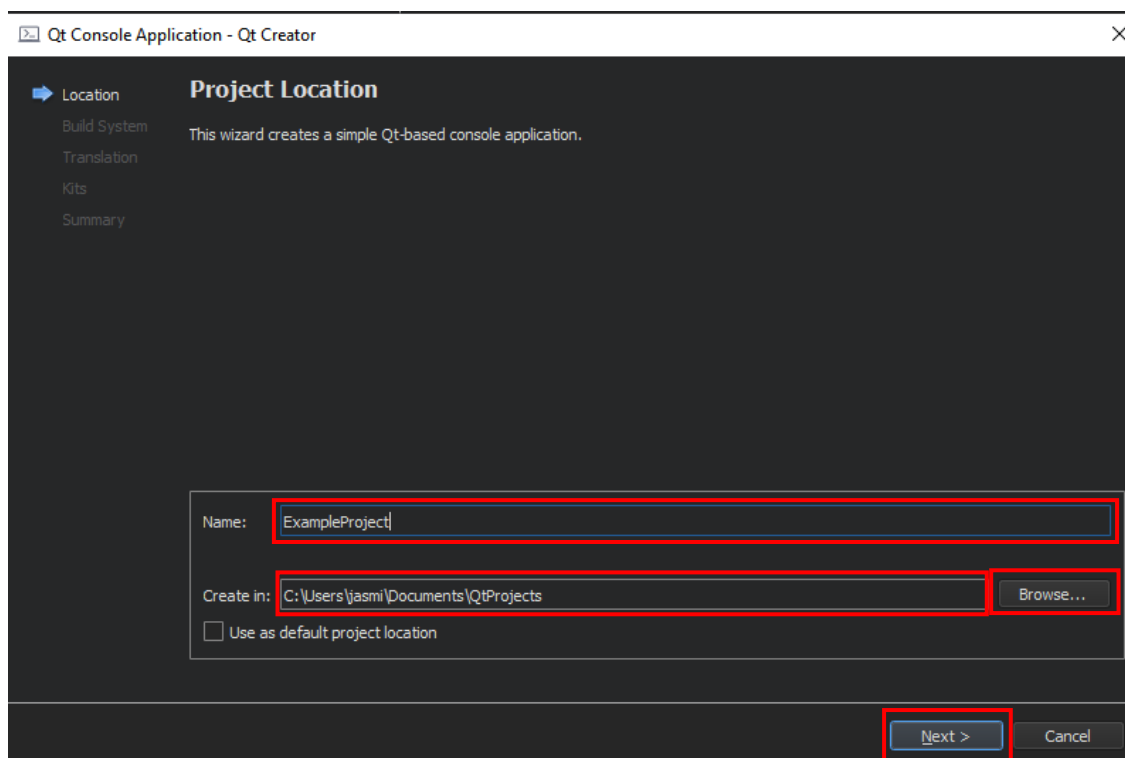 Qt Console Application - Qt Creator
Location
Build System
Translation
Kits
Summary
Project Location
This wizard creates a simple Qt-based console application.
Name: ExampleProject
Create in: C:\Users\jasmi\Documents\QtProjects Browse...
Use as default project location
Next > Cancel